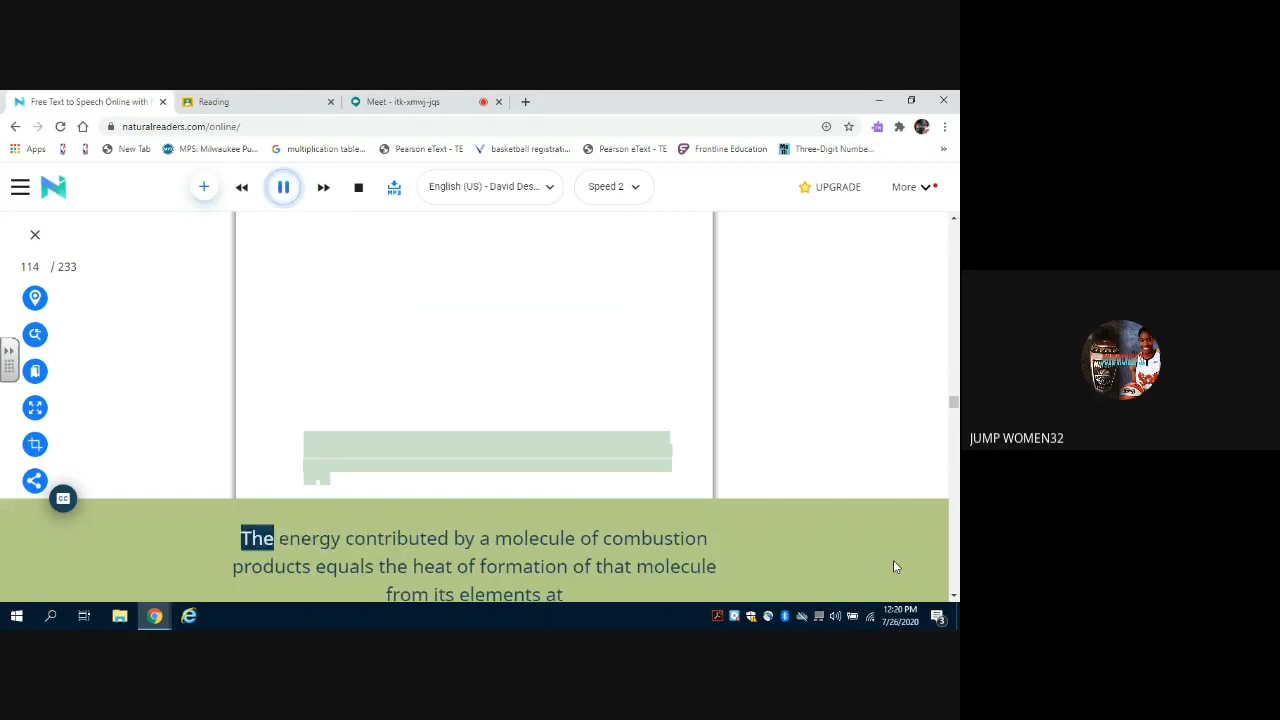 Free Text to Speech Online with
Reading
Meet - itk-xmwj-jqs
naturalreaders.com/online/
Apps
New Tab
MPS: Milwaukee Pu...
multiplication table...
Pearson eText - TE
basketball registrati...
Pearson eText - TE
Frontline Education
Three-Digit Numbe...
»
MP3
English (US) - David Des...
Speed 2
UPGRADE
More
114 / 233
CC
The energy contributed by a molecule of combustion
products equals the heat of formation of that molecule
from its elements at
JUMP WOMEN32
12:20 PM
7/26/2020
3